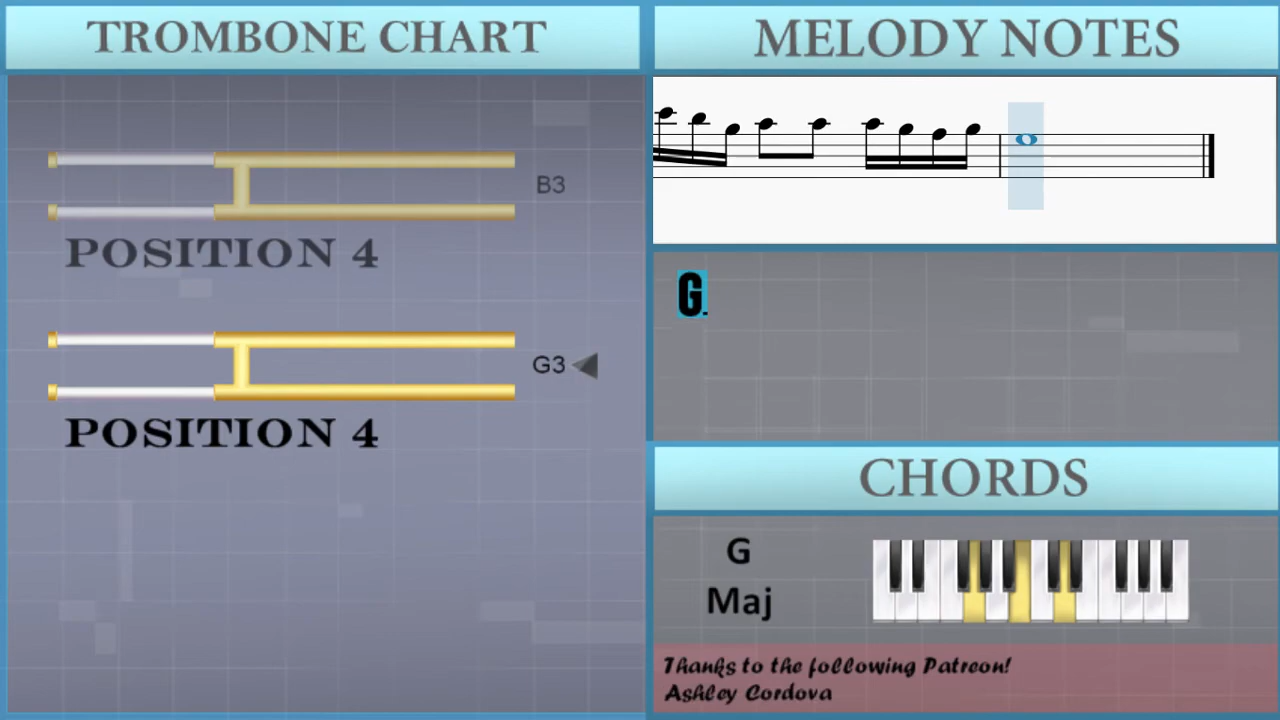 TROMBONE CHART
B3
POSITION 4
G3
POSITION 4
MELODY NOTES
G.
CHORDS
G
Maj
Thanks to the following Patreon!
Ashley Cordova